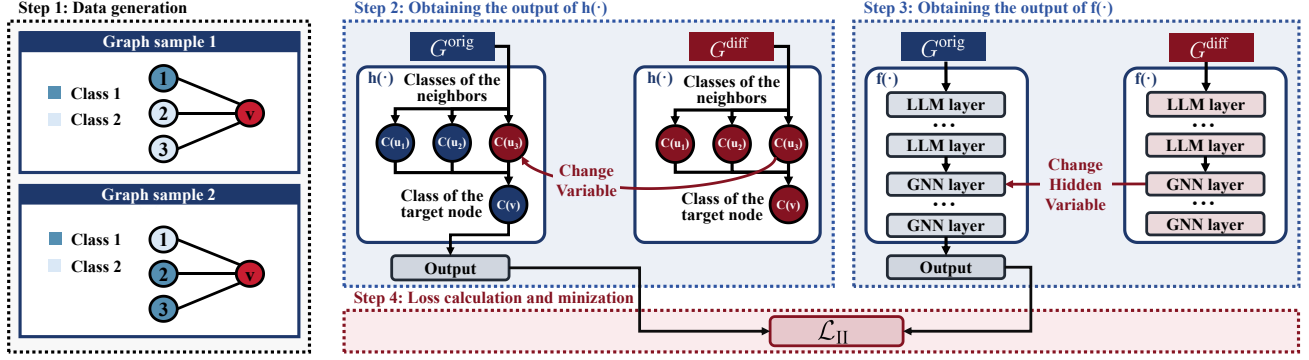 Step 1: Data generation
Graph sample 1
Class 1
Class 2
1
2
3
v
Graph sample 2
Class 1
Class 2
1
2
3
v
Step 2: Obtaining the output of h(·)
G^orig
h(·)
Classes of the
neighbors
C(u₁)
C(u₂)
C(u₃)
Class of the
target node
C(v)
Output
Change
Variable
G^diff
h(·)
Classes of the
neighbors
C(u₁)
C(u₂)
C(u₃)
Class of the
target node
C(v)
Step 3: Obtaining the output of f(·)
G^orig
f(·)
LLM layer
...
LLM layer
GNN layer
...
GNN layer
Output
Change
Hidden
Variable
G^diff
f(·)
LLM layer
...
LLM layer
GNN layer
...
GNN layer
Step 4: Loss calculation and minization
ℒ_II